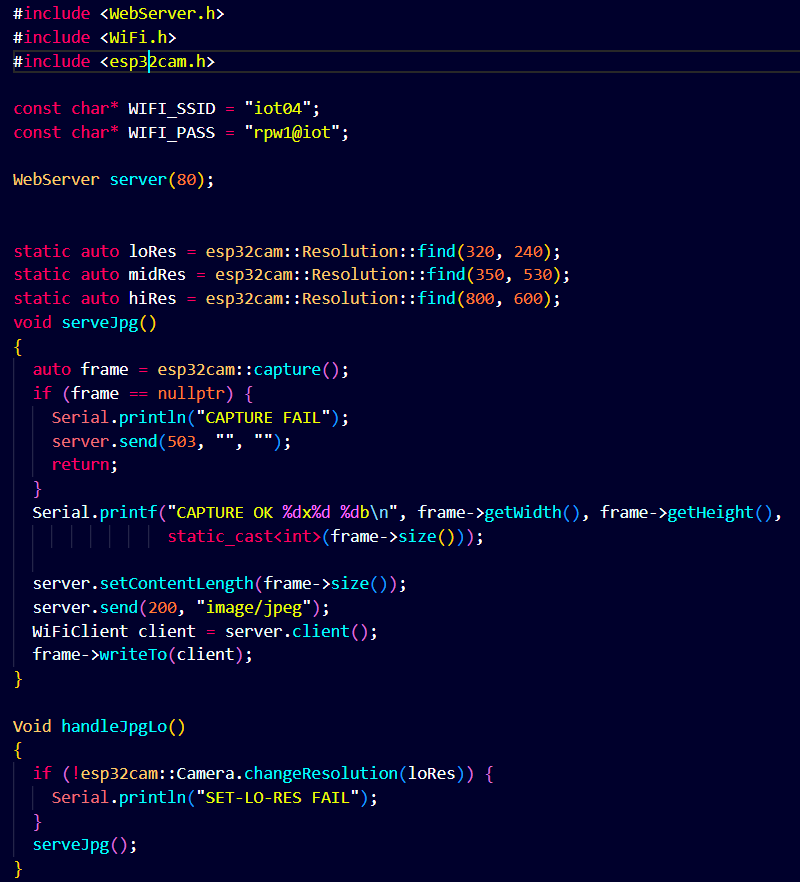 #include <WebServer.h>
#include <WiFi.h>
#include <esp32cam.h>
const char* WIFI_SSID = "iot04";
const char* WIFI_PASS = "rpw1@iot";
WebServer server(80);
static auto loRes = esp32cam::Resolution::find(320, 240);
static auto midRes = esp32cam::Resolution::find(350, 530);
static auto hiRes = esp32cam::Resolution::find(800, 600);
void serveJpg()
{
  auto frame = esp32cam::capture();
  if (frame == nullptr) {
    Serial.println("CAPTURE FAIL");
    server.send(503, "", "");
    return;
  }
  Serial.printf("CAPTURE OK %dx%d %db\n", frame->getWidth(), frame->getHeight(),
                static_cast<int>(frame->size()));
  server.setContentLength(frame->size());
  server.send(200, "image/jpeg");
  WiFiClient client = server.client();
  frame->writeTo(client);
}
Void handleJpgLo()
{
  if (!esp32cam::Camera.changeResolution(loRes)) {
    Serial.println("SET-LO-RES FAIL");
  }
  serveJpg();
}